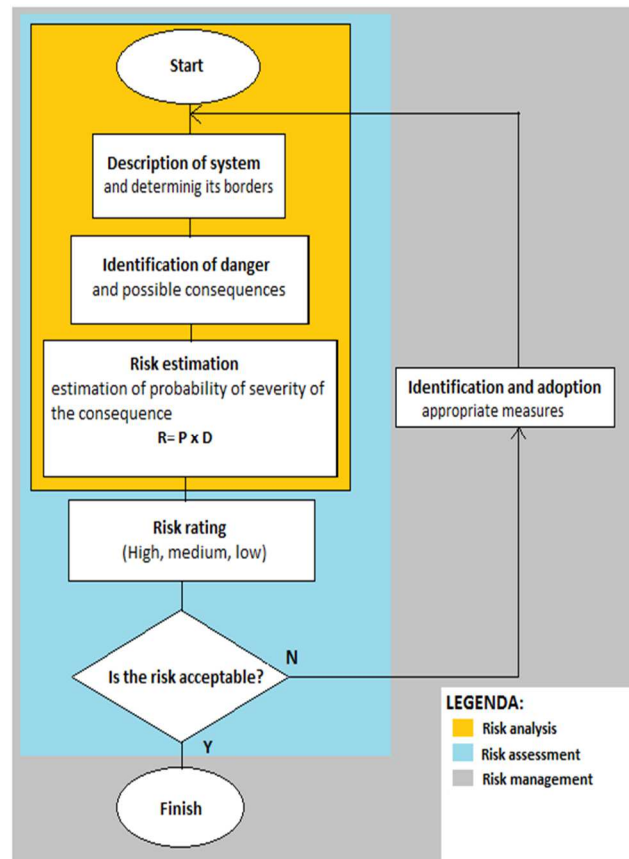 Start
Description of system
and determinig its borders
Identification of danger
and possible consequences
Risk estimation
estimation of probability of severity of
the consequence
R= P x D
Identification and adoption
appropriate measures
Risk rating
(High, medium, low)
Is the risk acceptable?
N
Y
Finish
LEGENDA:
Risk analysis
Risk assessment
Risk management